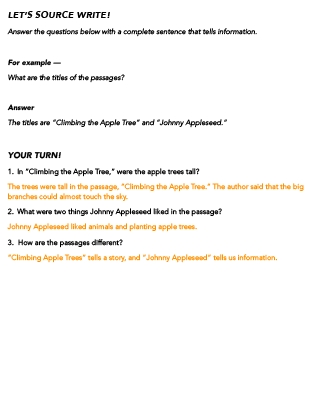 LET'S SOURCE WRITE!
Answer the questions below with a complete sentence that tells information.
For example —
What are the titles of the passages?
Answer
The titles are "Climbing the Apple Tree" and "Johnny Appleseed."
YOUR TURN!
1. In "Climbing the Apple Tree," were the apple trees tall?
The trees were tall in the passage, "Climbing the Apple Tree." The author said that the big
branches could almost touch the sky.
2. What were two things Johnny Appleseed liked in the passage?
Johnny Appleseed liked animals and planting apple trees.
3. How are the passages different?
"Climbing Apple Trees" tells a story, and "Johnny Appleseed" tells us information.